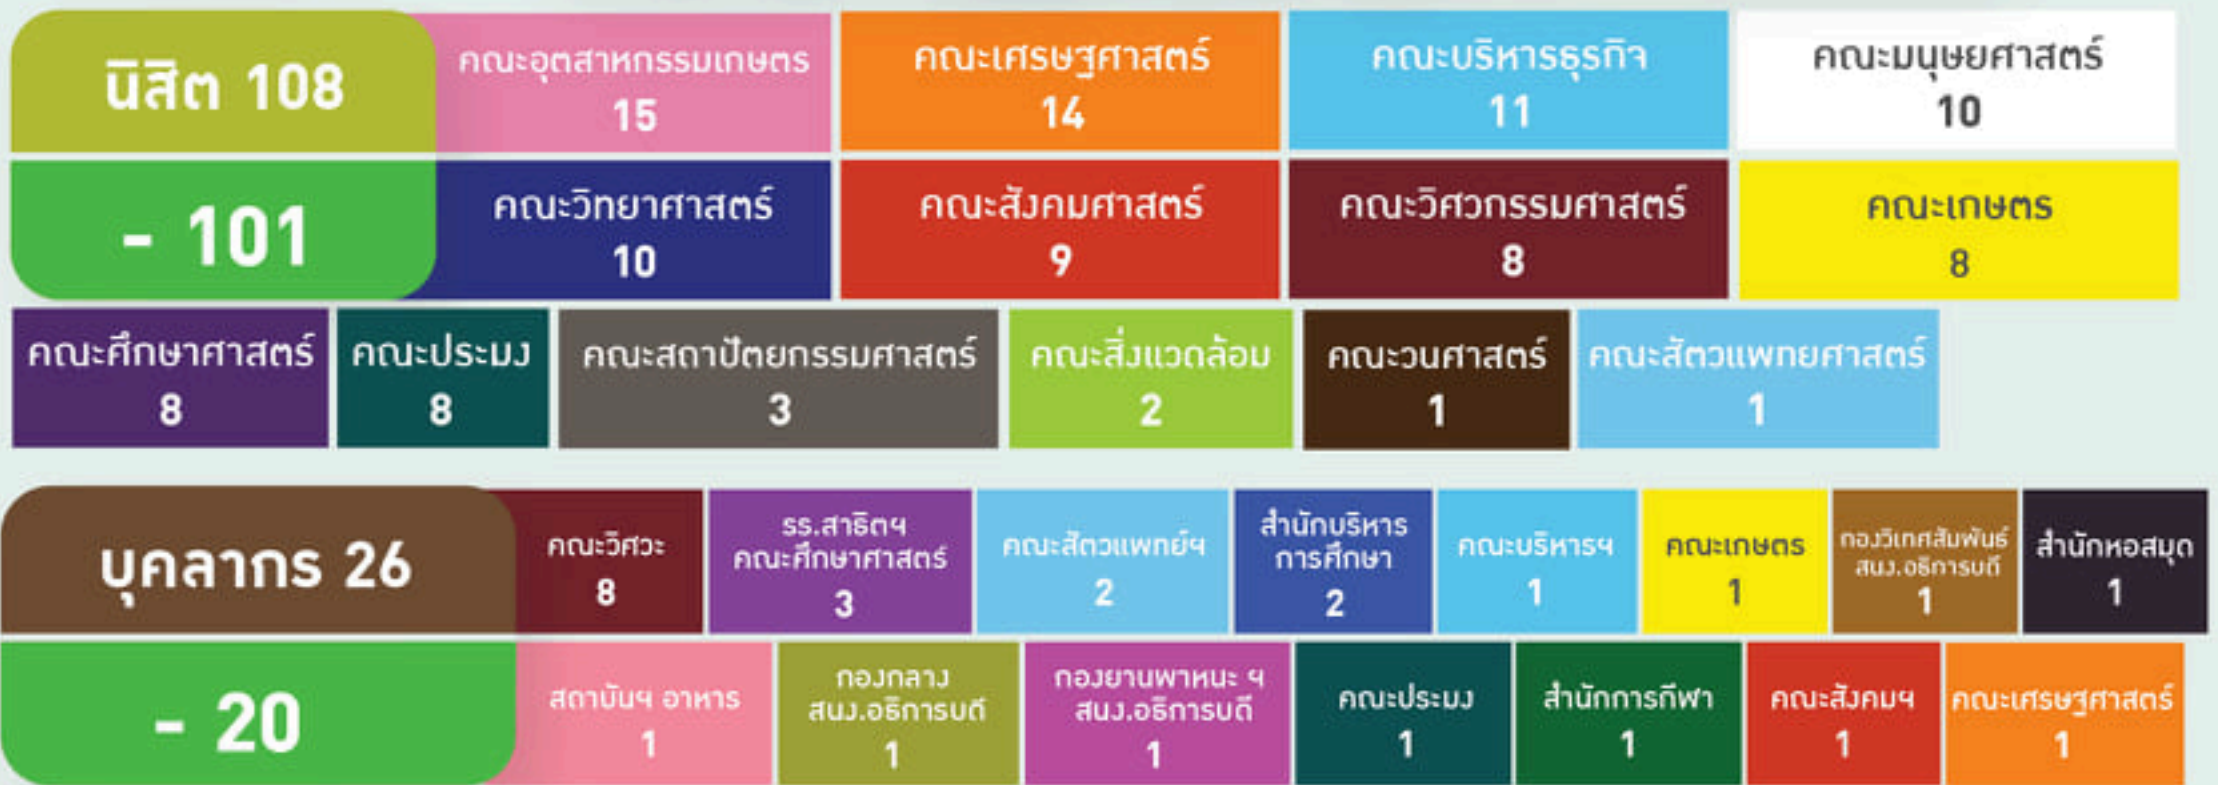 นิสิต 108
คณะอุตสาหกรรมเกษตร
15
คณะเศรษฐศาสตร์
14
คณะบริหารธุรกิจ
11
คณะมนุษยศาสตร์
10
- 101
คณะวิทยาศาสตร์
10
คณะสังคมศาสตร์
9
คณะวิศวกรรมศาสตร์
8
คณะเกษตร
8
คณะศึกษาศาสตร์
8
คณะประมง
8
คณะสถาปัตยกรรมศาสตร์
3
คณะสิ่งแวดล้อม
2
คณะวนศาสตร์
1
คณะสัตวแพทยศาสตร์
1
บุคลากร 26
คณะวิศวะ
8
รร.สาธิตฯ
คณะศึกษาศาสตร์
3
คณะสัตวแพทย์ฯ
2
สำนักบริหาร
การศึกษา
2
คณะบริหารฯ
1
คณะเกษตร
1
กองวิเทศสัมพันธ์
สนง.อธิการบดี
1
สำนักหอสมุด
1
- 20
สถาบันฯ อาหาร
1
กองกลาง
สนง.อธิการบดี
1
กองยานพาหนะ ฯ
สนง.อธิการบดี
1
คณะประมง
1
สำนักการกีฬา
1
คณะสังคมฯ
1
คณะเศรษฐศาสตร์
1